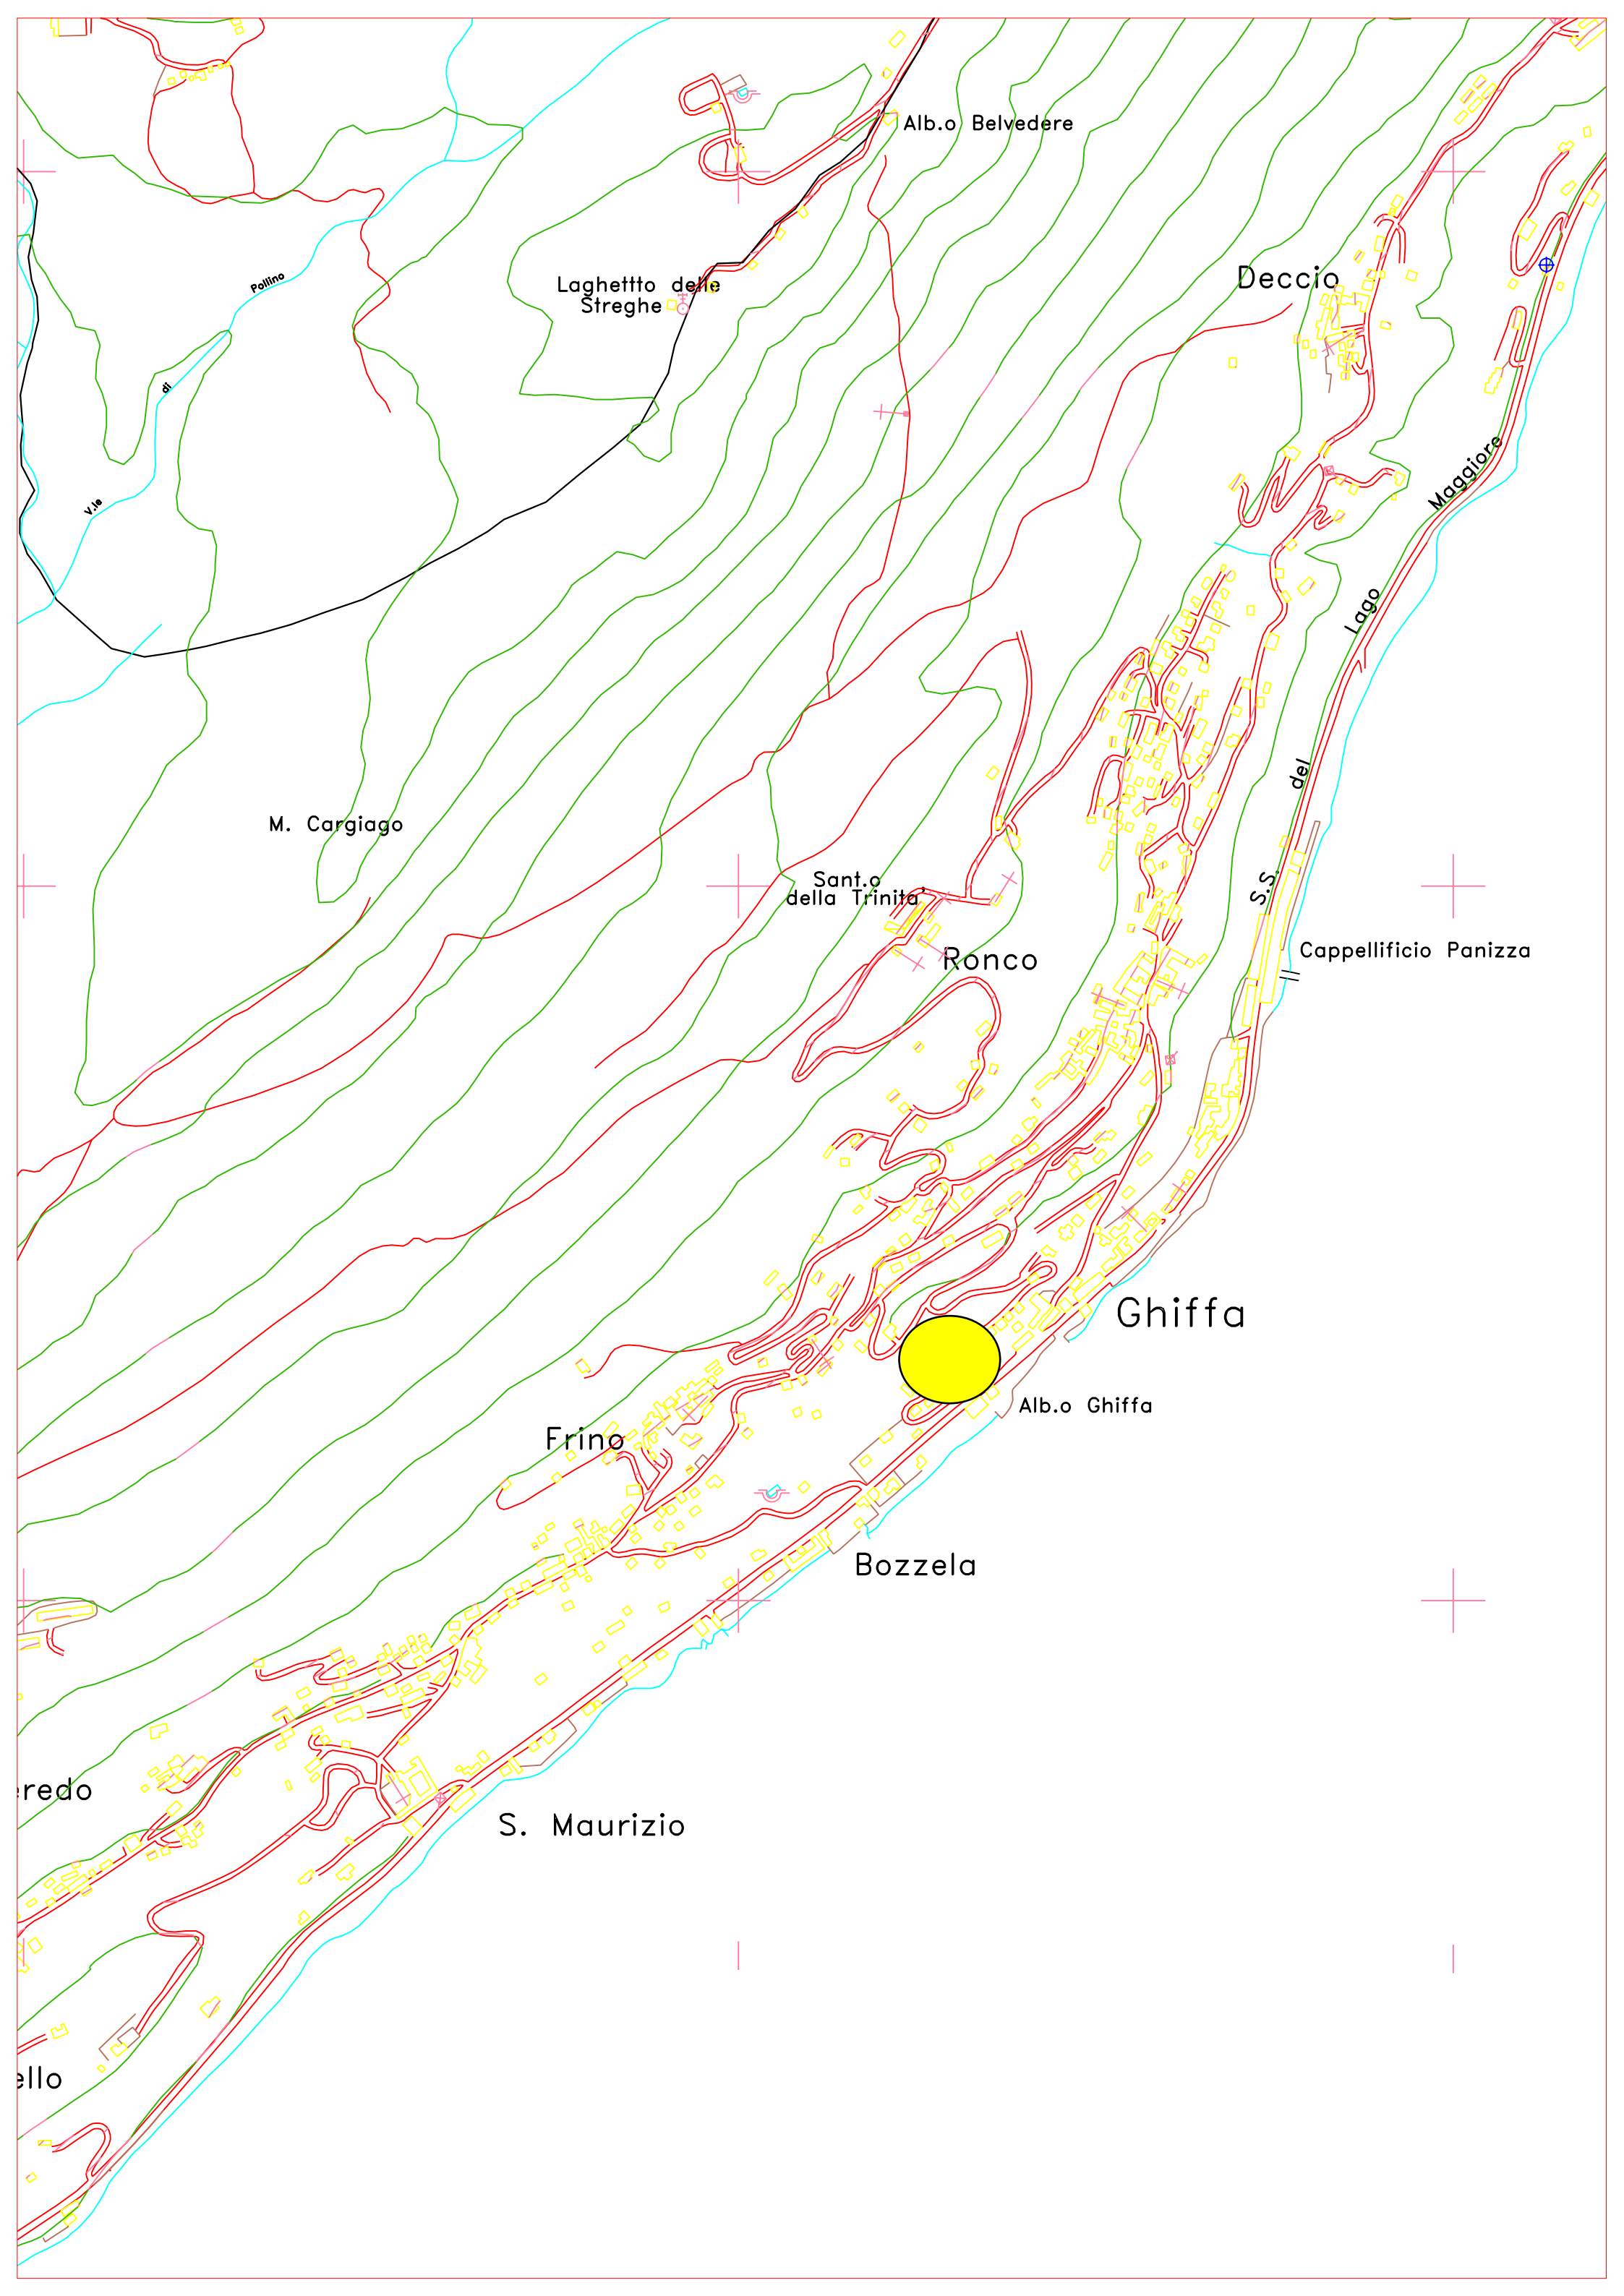 Alb.o Belvedere
Deccio
Pollino
di
V.le
Laghettto delle
Streghe
Maggiore
Lago
del
S.S.
M. Cargiago
Sant.o
della Trinita'
Ronco
Cappellificio Panizza
Ghiffa
Alb.o Ghiffa
Frino
Bozzela
eredo
S. Maurizio
ello